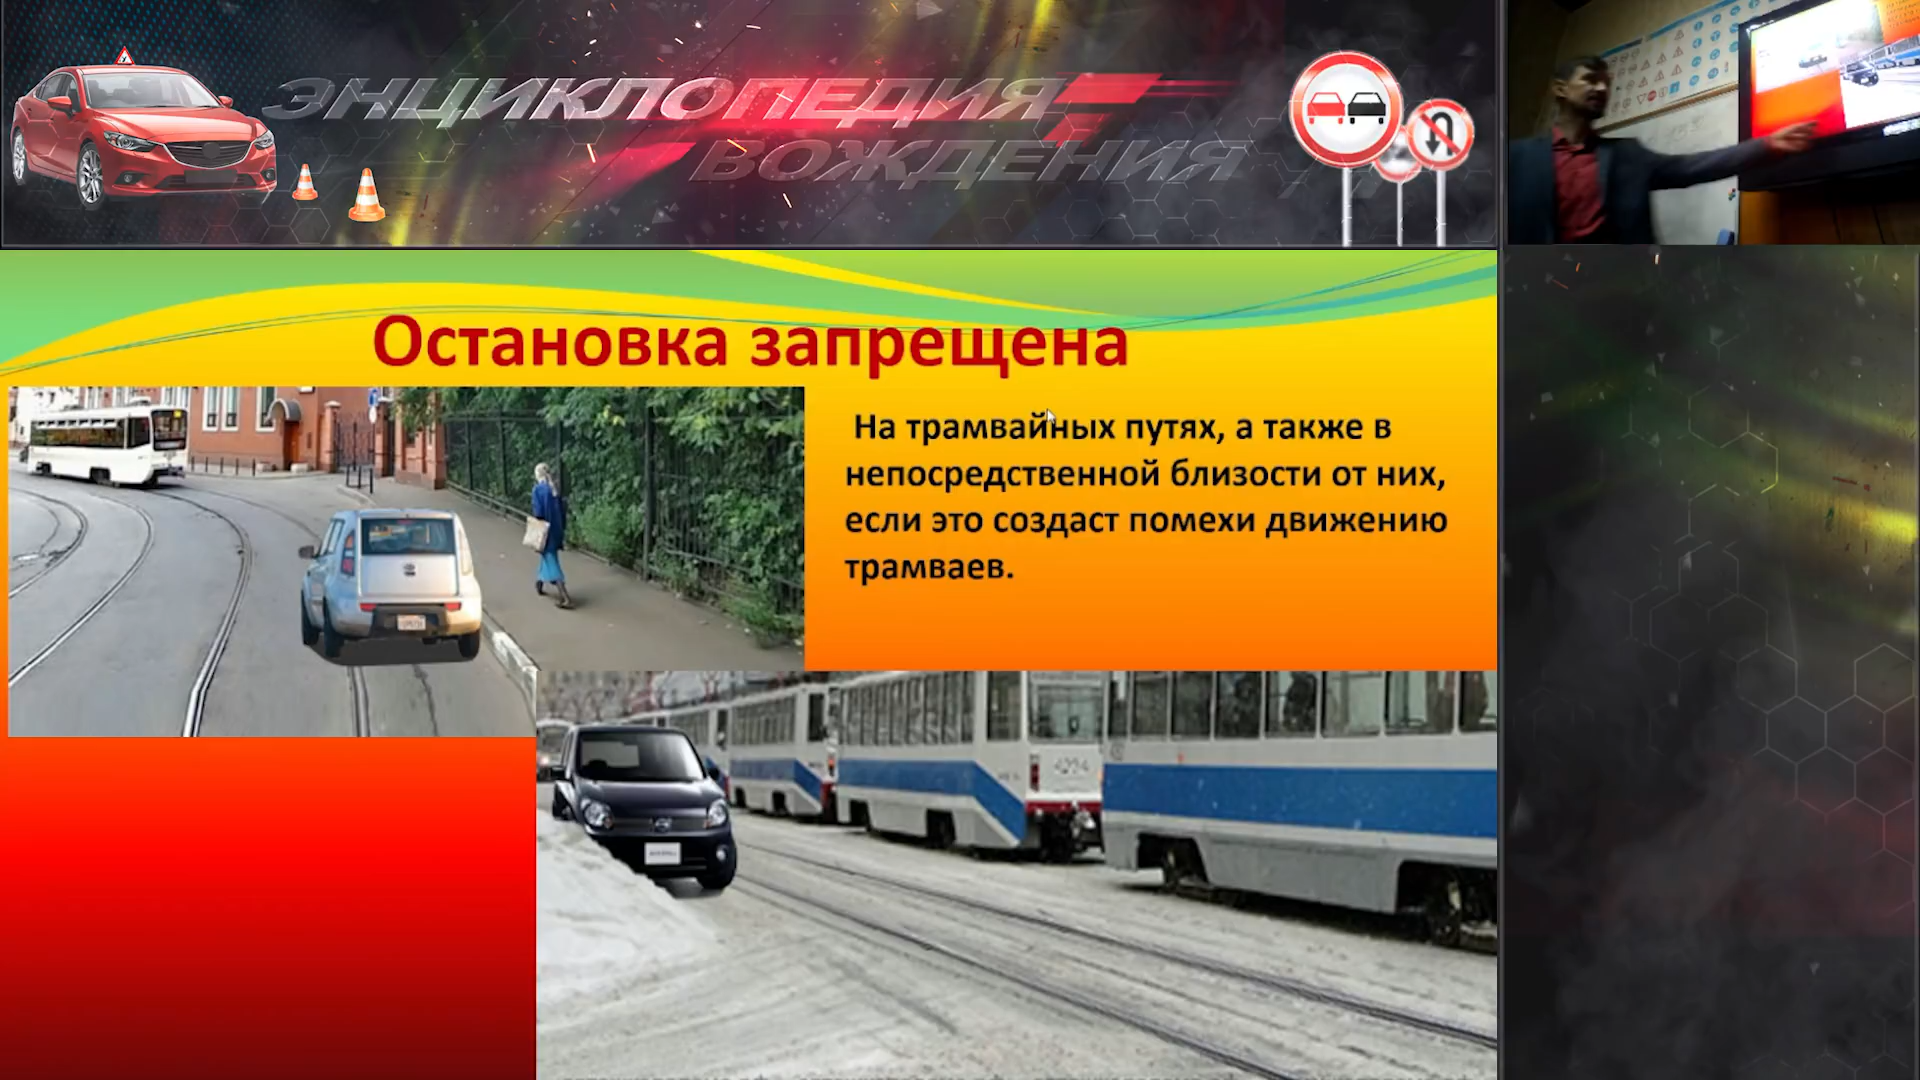 ЭНЦИКЛОПЕДИЯ
ВОЖДЕНИЯ
Остановка запрещена
На трамвайных путях, а также в
непосредственной близости от них,
если это создаст помехи движению
трамваев.